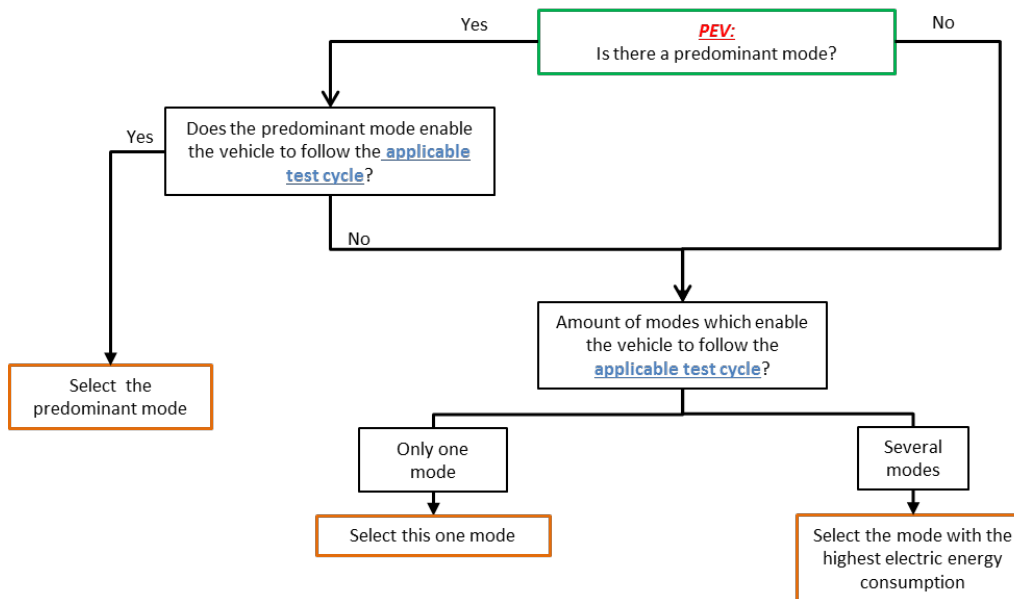 Yes
PEV:
Is there a predominant mode?
No
Yes
Does the predominant mode enable
the vehicle to follow the applicable
test cycle?
No
Amount of modes which enable
the vehicle to follow the
applicable test cycle?
Select the
predominant mode
Only one
mode
Several
modes
Select this one mode
Select the mode with the
highest electric energy
consumption